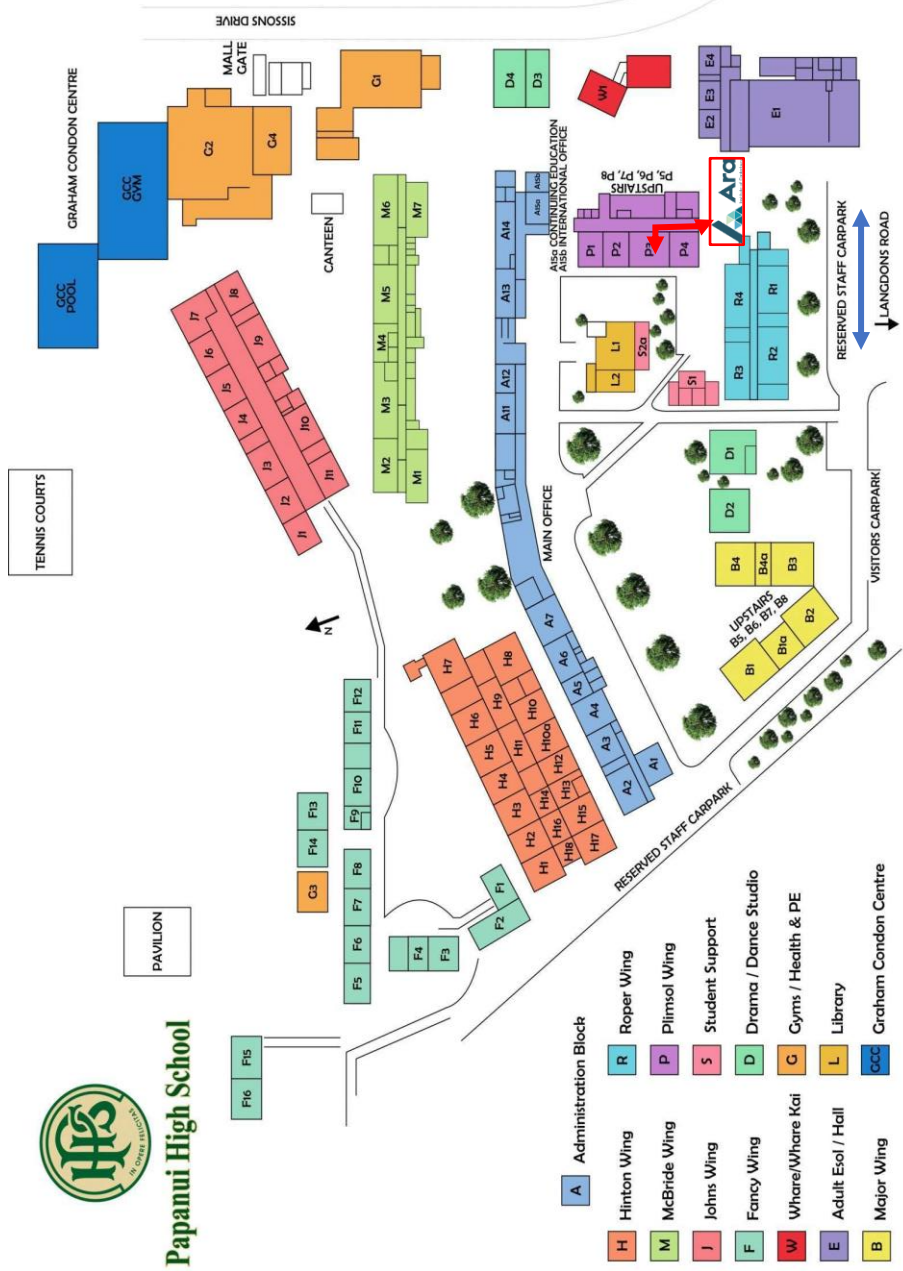 IN OPERE FELICITAS
Papanui High School
F16
F15
PAVILION
TENNIS COURTS
GCC POOL
GCC GYM
GRAHAM CONDON CENTRE
MALL GATE
SISSONS DRIVE
G2
G4
G1
CANTEEN
G3
F14
F13
F5
F6
F7
F8
F9
F10
F11
F12
N
J1
J2
J3
J4
J5
J6
J7
J8
J9
J10
J11
F4
F3
F2
F1
M2
M3
M4
M5
M6
M1
M7
H1
H2
H3
H4
H5
H6
H7
H18
H16
H14
H11
H9
H8
H17
H15
H13
H12
H10a
H10
A2
A1
A3
A4
A5
A6
A7
A11
A12
A13
A14
A15a
A15b
D4
D3
MAIN OFFICE
A15a CONTINUING EDUCATION
A15b INTERNATIONAL OFFICE
W1
L2
L1
S2a
S1
P1
P2
P3
P4
UPSTAIRS
P5, P6, P7, P8
Ara
E2
E3
E4
E1
R3
R4
R2
R1
D2
D1
B4
B4a
B3
UPSTAIRS
B5, B6, B7, B8
B1
B1a
B2
RESERVED STAFF CARPARK
VISITORS CARPARK
RESERVED STAFF CARPARK
LANGDONS ROAD
A Administration Block
H Hinton Wing
M McBride Wing
J Johns Wing
F Fancy Wing
W Whare/Whare Kai
E Adult Esol / Hall
B Major Wing
R Roper Wing
P Plimsol Wing
S Student Support
D Drama / Dance Studio
G Gyms / Health & PE
L Library
GCC Graham Condon Centre